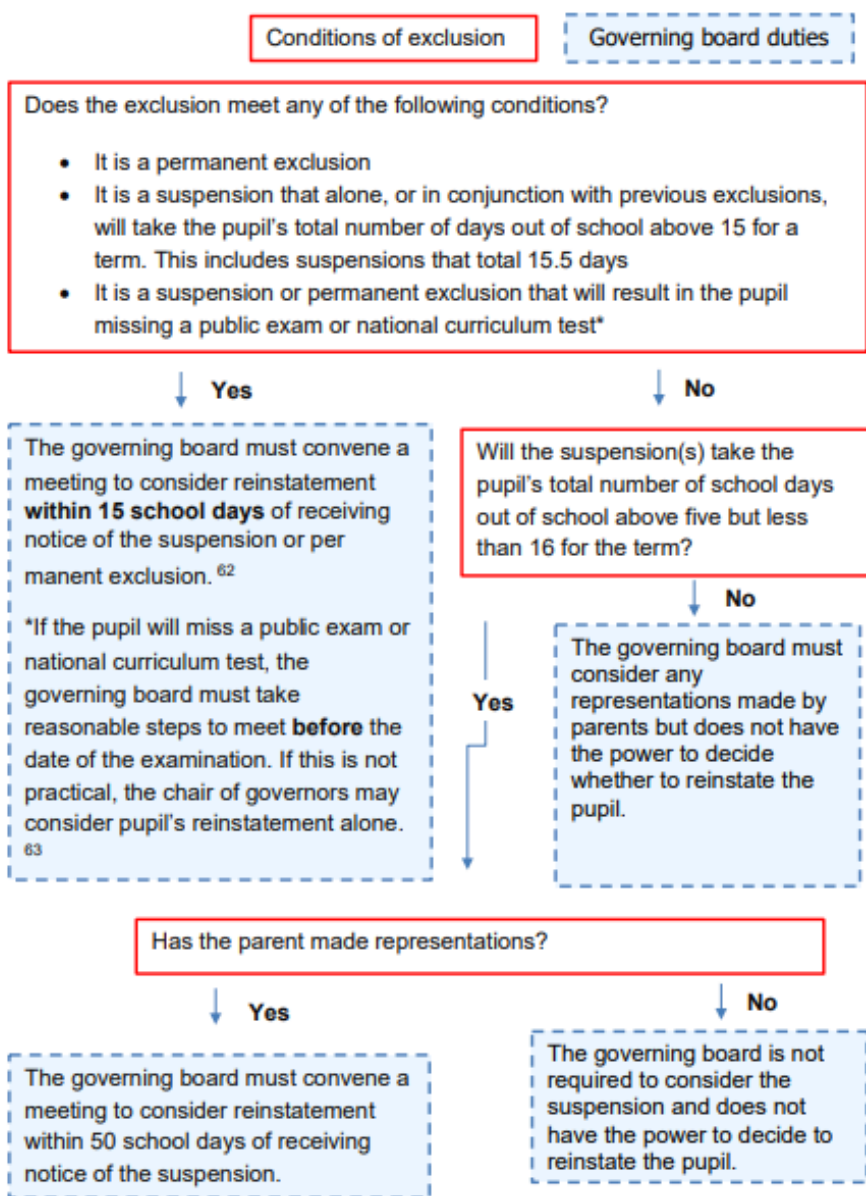 Conditions of exclusion
Governing board duties
Does the exclusion meet any of the following conditions?
• It is a permanent exclusion
• It is a suspension that alone, or in conjunction with previous exclusions,
will take the pupil's total number of days out of school above 15 for a
term. This includes suspensions that total 15.5 days
• It is a suspension or permanent exclusion that will result in the pupil
missing a public exam or national curriculum test*
Yes
No
The governing board must convene a
meeting to consider reinstatement
within 15 school days of receiving
notice of the suspension or per
manent exclusion. 62
*If the pupil will miss a public exam or
national curriculum test, the
governing board must take
reasonable steps to meet before the
date of the examination. If this is not
practical, the chair of governors may
consider pupil's reinstatement alone.
63
Will the suspension(s) take the
pupil's total number of school days
out of school above five but less
than 16 for the term?
No
Yes
The governing board must
consider any
representations made by
parents but does not have
the power to decide
whether to reinstate the
pupil.
Has the parent made representations?
Yes
No
The governing board must convene a
meeting to consider reinstatement
within 50 school days of receiving
notice of the suspension.
The governing board is not
required to consider the
suspension and does not
have the power to decide to
reinstate the pupil.